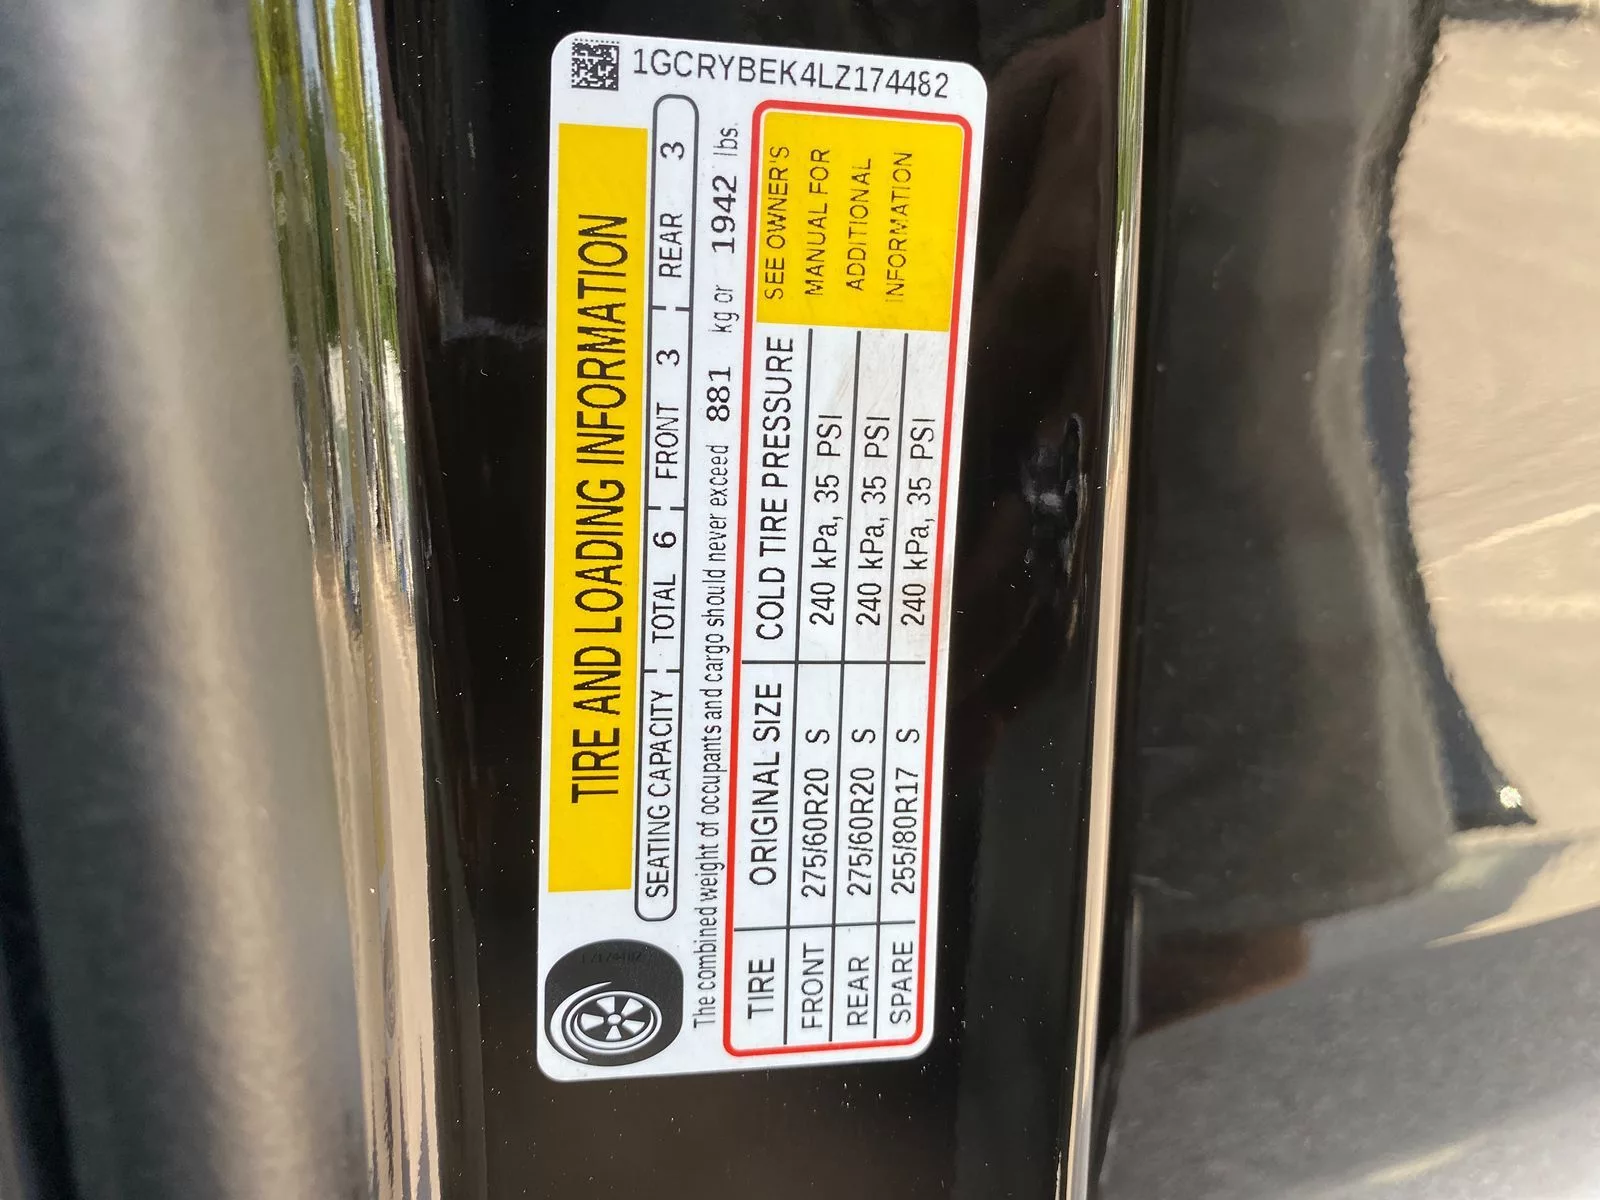 1GCRYBEK4LZ174482
TIRE AND LOADING INFORMATION
SEATING CAPACITY TOTAL 6 FRONT 3 REAR 3
The combined weight of occupants and cargo should never exceed 881 kg or 1942 lbs.
TIRE ORIGINAL SIZE COLD TIRE PRESSURE
FRONT 275/60R20 S 240 kPa, 35 PSI
REAR 275/60R20 S 240 kPa, 35 PSI
SPARE 255/80R17 S 240 kPa, 35 PSI
SEE OWNER'S
MANUAL FOR
ADDITIONAL
INFORMATION